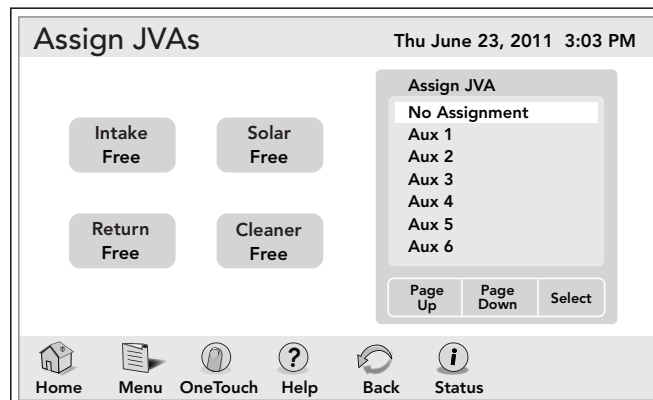 Assign JVAs
Thu June 23, 2011 3:03 PM
Intake
Free
Solar
Free
Return
Free
Cleaner
Free
Assign JVA
No Assignment
Aux 1
Aux 2
Aux 3
Aux 4
Aux 5
Aux 6
Page Up
Page Down
Select
Home
Menu
OneTouch
?
Help
Back
i
Status